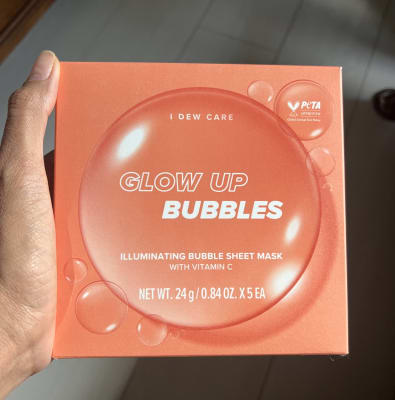 I DEW CARE
PETA
GLOW UP
BUBBLES
ILLUMINATING BUBBLE SHEET MASK
WITH VITAMIN C
NET WT. 24 g / 0.84 OZ. X 5 EA